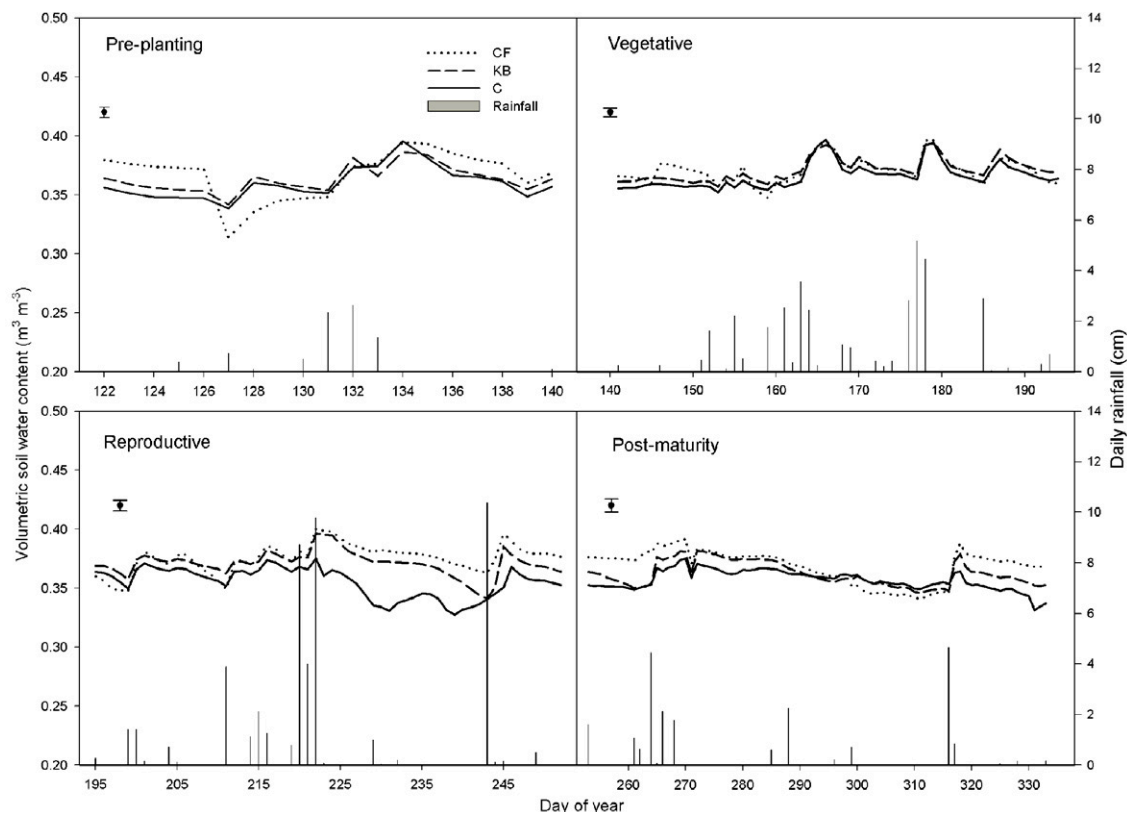 Pre-planting
CF
KB
C
Rainfall
Vegetative
Reproductive
Post-maturity
0.50
0.45
0.40
0.35
0.30
0.25
0.20
122 124 126 128 130 132 134 136 138 140
140 150 160 170 180 190
14
12
10
8
6
4
2
0
0.50
0.45
0.40
0.35
0.30
0.25
0.20
195 205 215 225 235 245
260 270 280 290 300 310 320 330
14
12
10
8
6
4
2
0
Volumetric soil water content (m³ m⁻³)
Daily rainfall (cm)
Day of year